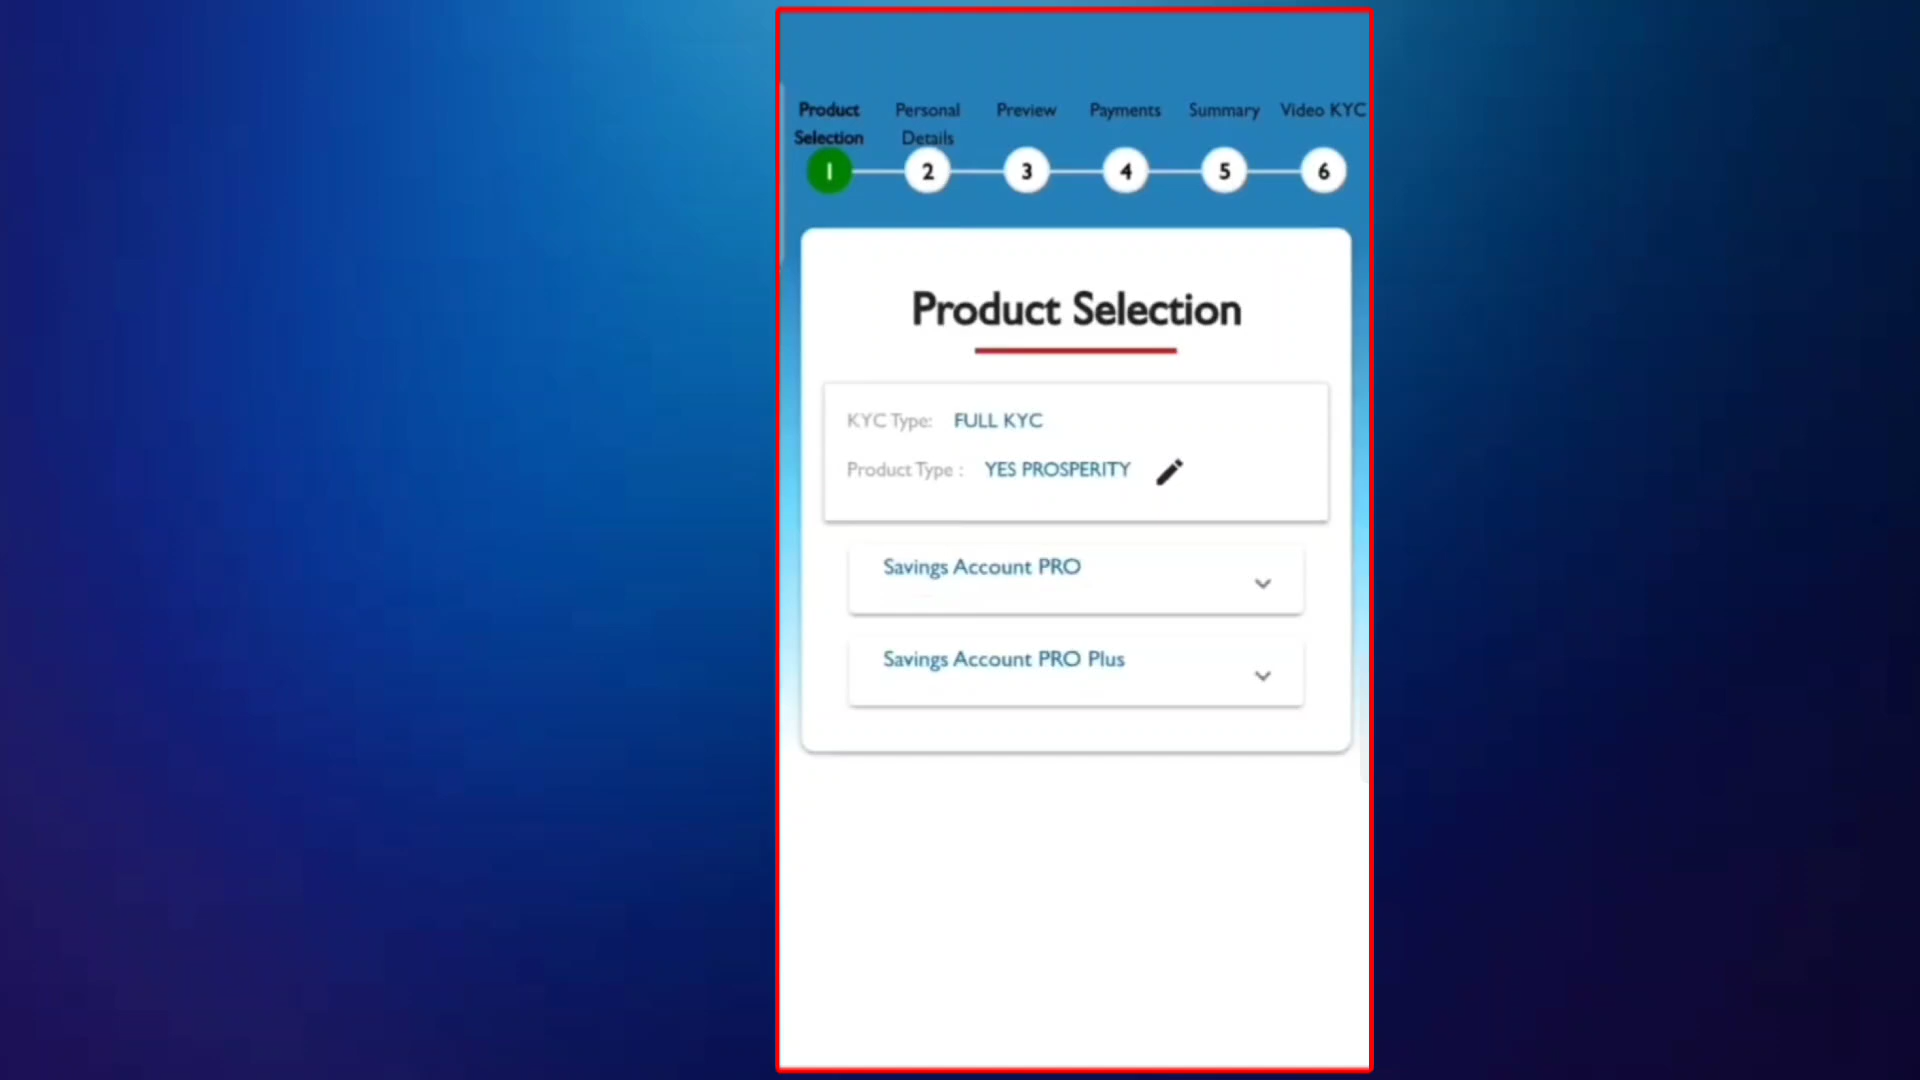 Product Selection
Personal Details
Preview
Payments
Summary
Video KYC
1
2
3
4
5
6
Product Selection
KYC Type: FULL KYC
Product Type : YES PROSPERITY
Savings Account PRO
Savings Account PRO Plus